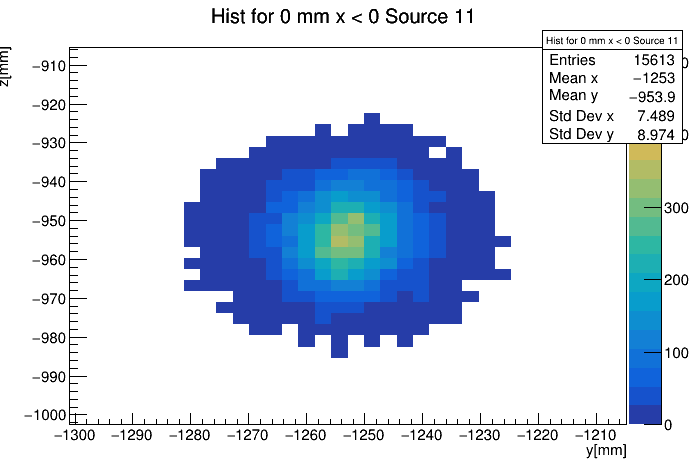 Hist for 0 mm x < 0 Source 11
z[mm]
Hist for 0 mm x < 0 Source 11
Entries 15613
Mean x −1253
Mean y −953.9
Std Dev x 7.489
Std Dev y 8.974
−910
−920
−930
−940
−950
−960
−970
−980
−990
−1000
−1300 −1290 −1280 −1270 −1260 −1250 −1240 −1230 −1220 −1210
y[mm]
300
200
100
0